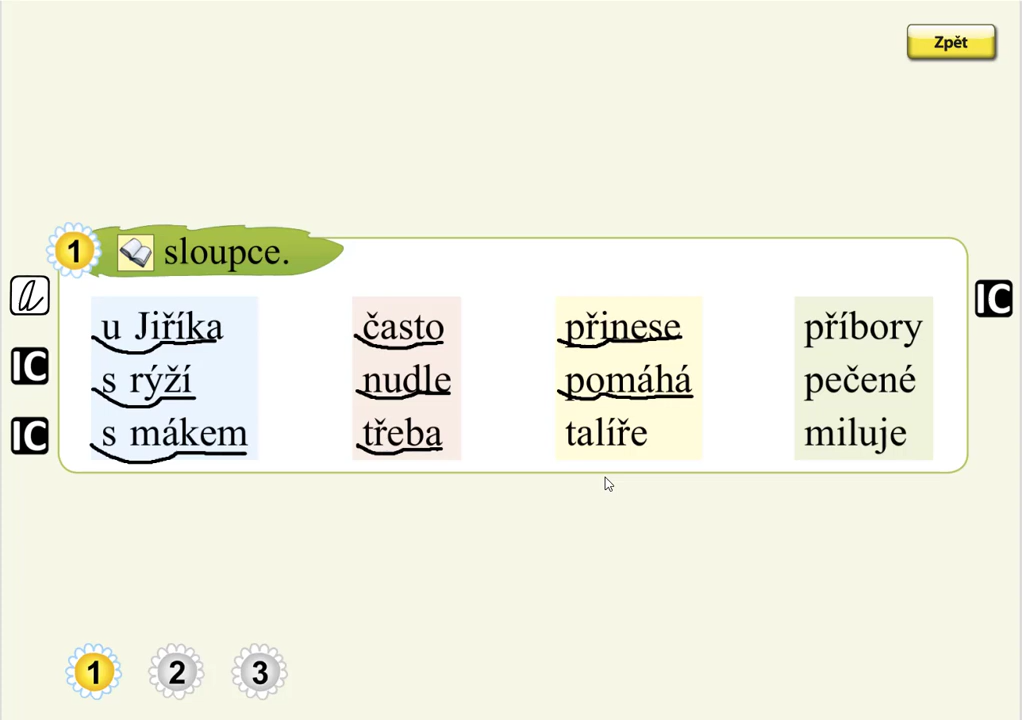 Zpět
1 sloupce.
a
IC
IC
IC
u Jiříka
s rýží
s mákem
často
nudle
třeba
přinese
pomáhá
talíře
příbory
pečené
miluje
1 2 3